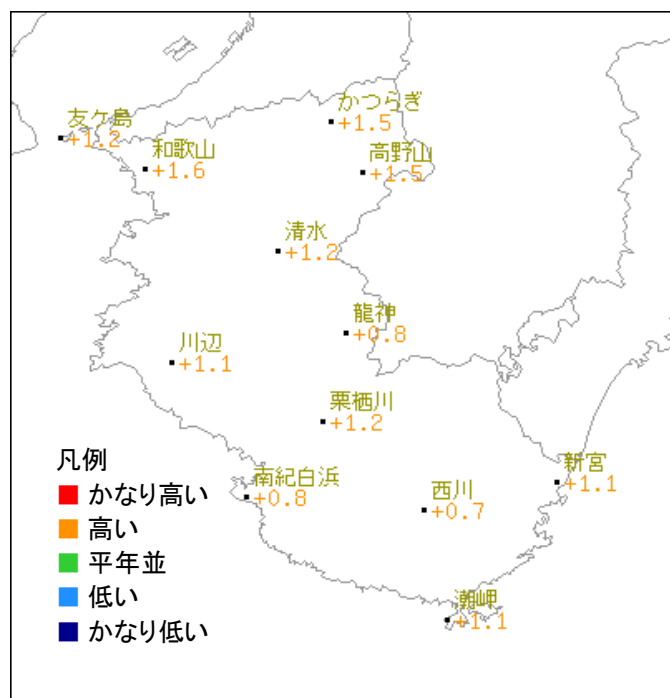 かつらぎ
+1.5
友ケ島
+1.2
和歌山
+1.6
高野山
+1.5
清水
+1.2
龍神
+0.8
川辺
+1.1
栗栖川
+1.2
新宮
+1.1
南紀白浜
+0.8
西川
+0.7
潮岬
+1.1
凡例
かなり高い
高い
平年並
低い
かなり低い